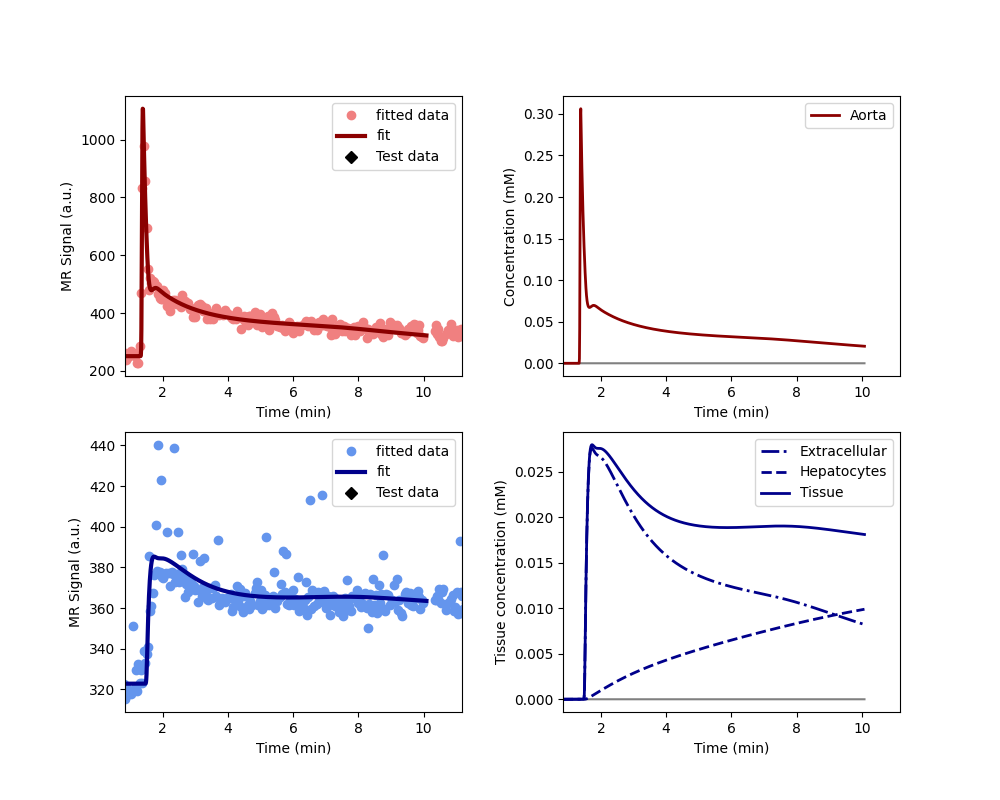 fitted data
fit
Test data
MR Signal (a.u.)
1000
800
600
400
200
2 4 6 8 10
Time (min)
Aorta
Concentration (mM)
0.30
0.25
0.20
0.15
0.10
0.05
0.00
2 4 6 8 10
Time (min)
fitted data
fit
Test data
MR Signal (a.u.)
440
420
400
380
360
340
320
2 4 6 8 10
Time (min)
Extracellular
Hepatocytes
Tissue
Tissue concentration (mM)
0.025
0.020
0.015
0.010
0.005
0.000
2 4 6 8 10
Time (min)